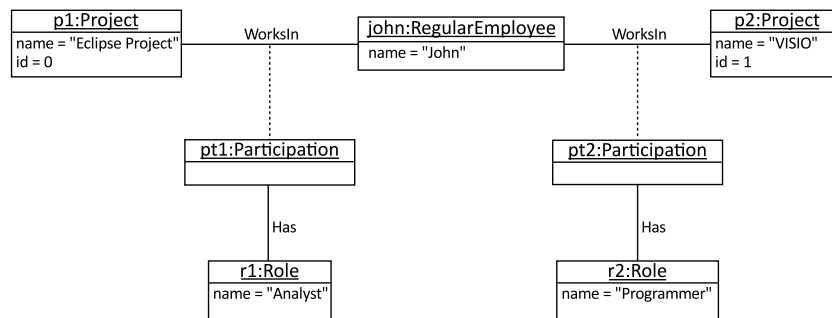 p1:Project
name = "Eclipse Project"
id = 0
WorksIn
john:RegularEmployee
name = "John"
WorksIn
p2:Project
name = "VISIO"
id = 1
pt1:Participation
pt2:Participation
Has
Has
r1:Role
name = "Analyst"
r2:Role
name = "Programmer"